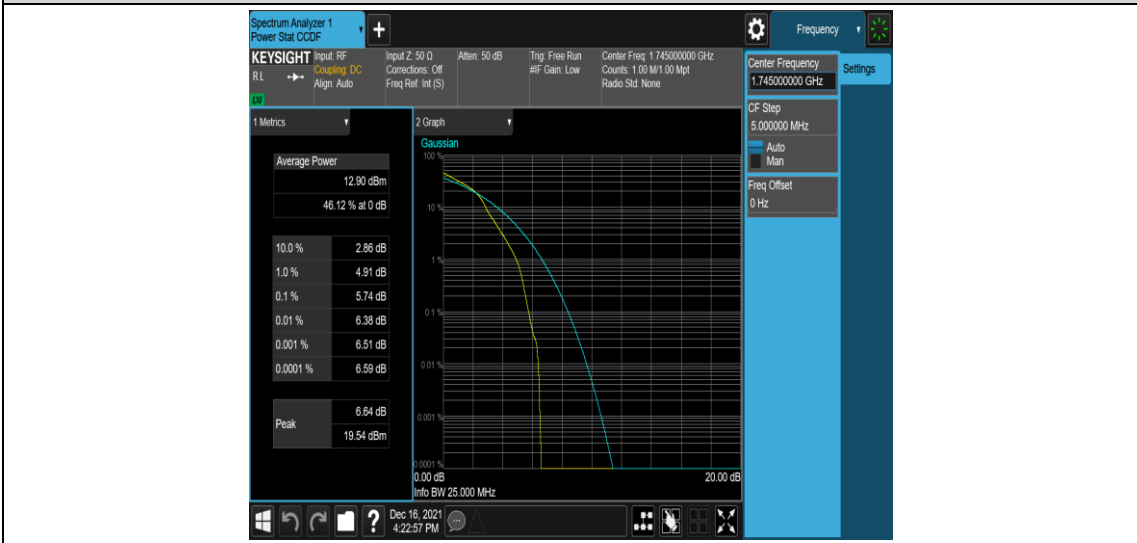 Spectrum Analyzer 1
Power Stat CCDF
+
Frequency
KEYSIGHT
R L
LXI
Input: RF
Coupling: DC
Align: Auto
Input Z: 50 Ω
Corrections: Off
Freq Ref: Int (S)
Atten: 50 dB
Trig: Free Run
#IF Gain: Low
Center Freq: 1.745000000 GHz
Counts: 1.00 M/1.00 Mpt
Radio Std: None
Center Frequency
1.745000000 GHz
Settings
CF Step
5.000000 MHz
Auto
Man
Freq Offset
0 Hz
1 Metrics
Average Power
12.90 dBm
46.12 % at 0 dB
10.0 % 2.86 dB
1.0 % 4.91 dB
0.1 % 5.74 dB
0.01 % 6.38 dB
0.001 % 6.51 dB
0.0001 % 6.59 dB
Peak 6.64 dB
19.54 dBm
2 Graph
Gaussian
100 %
10 %
1 %
0.1 %
0.01 %
0.001 %
0.0001 %
0.00 dB 20.00 dB
Info BW 25.000 MHz
?
Dec 16, 2021
4:22:57 PM